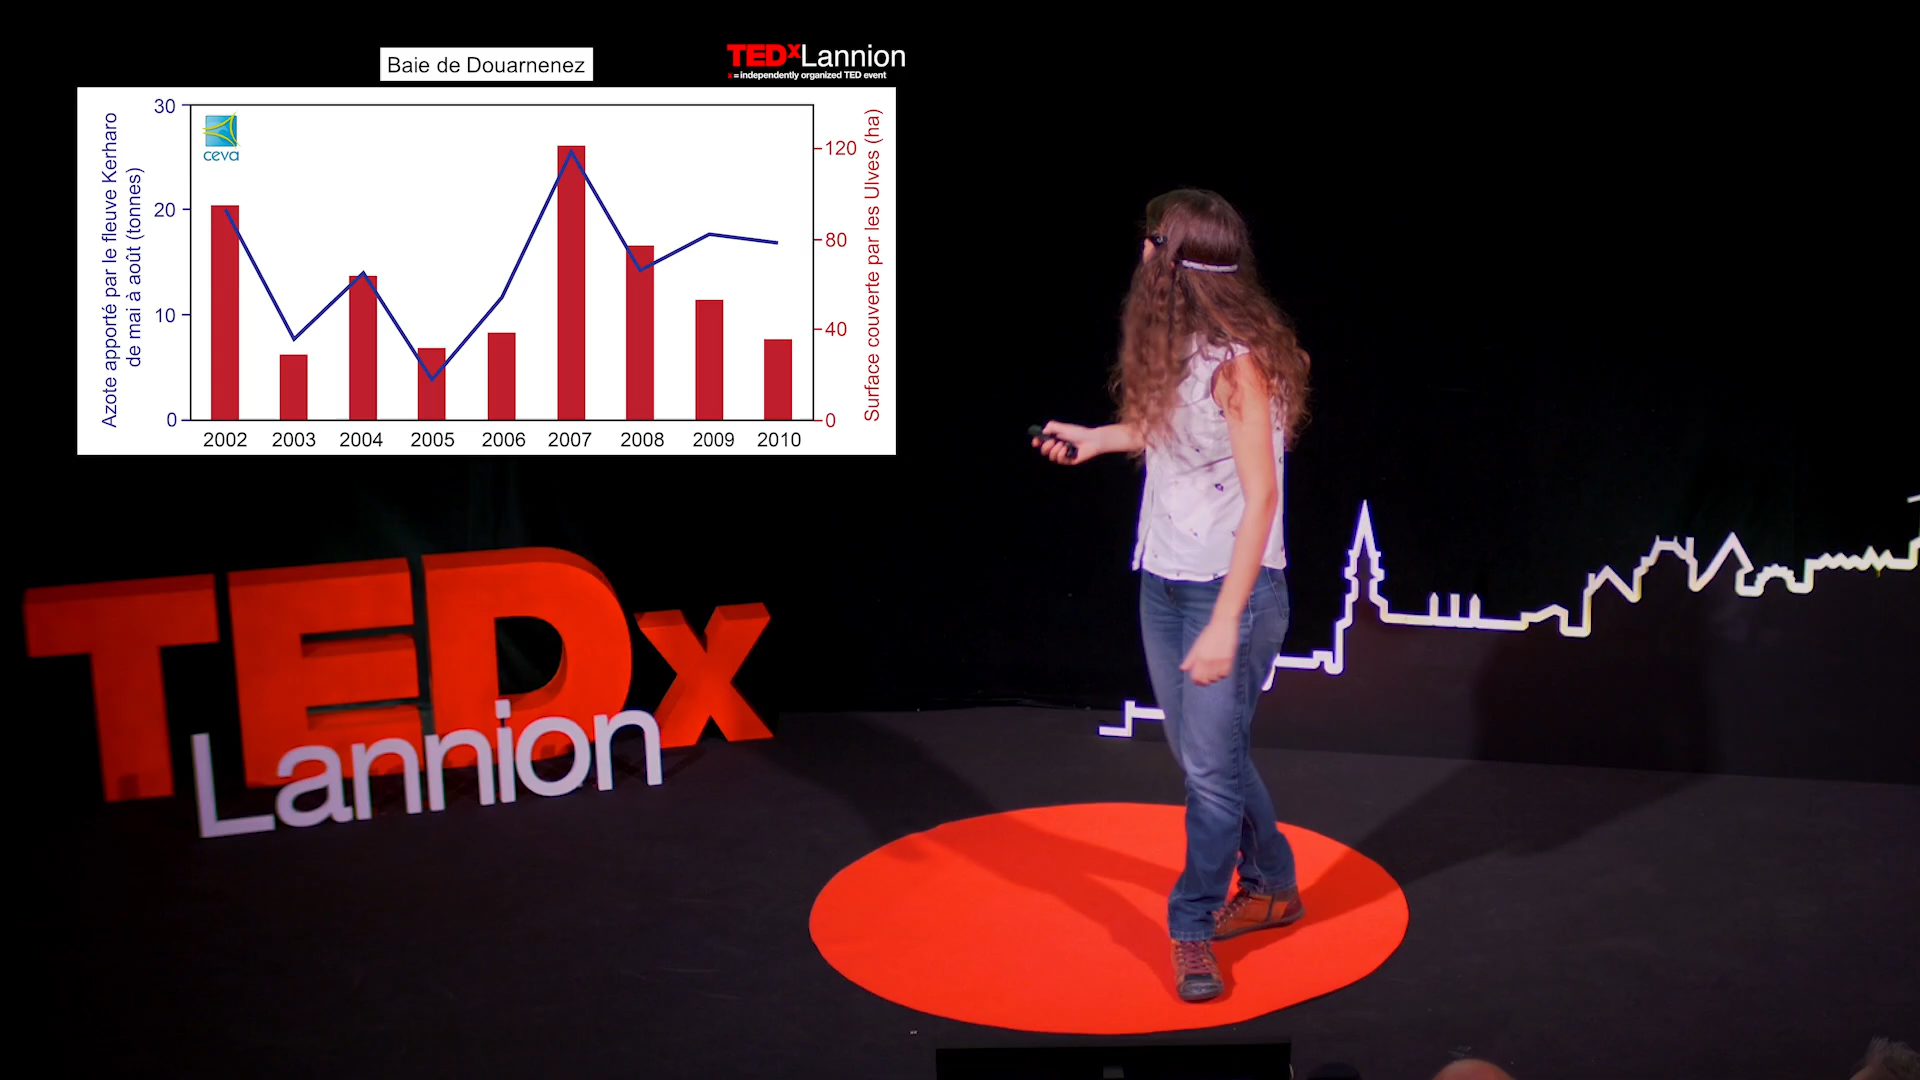 Baie de Douarnenez
TEDxLannion
x = independently organized TED event
Azote apporté par le fleuve Kerharo
de mai à août (tonnes)
30
20
10
0
ceva
120
80
40
0
Surface couverte par les Ulves (ha)
2002 2003 2004 2005 2006 2007 2008 2009 2010
TEDx
Lannion